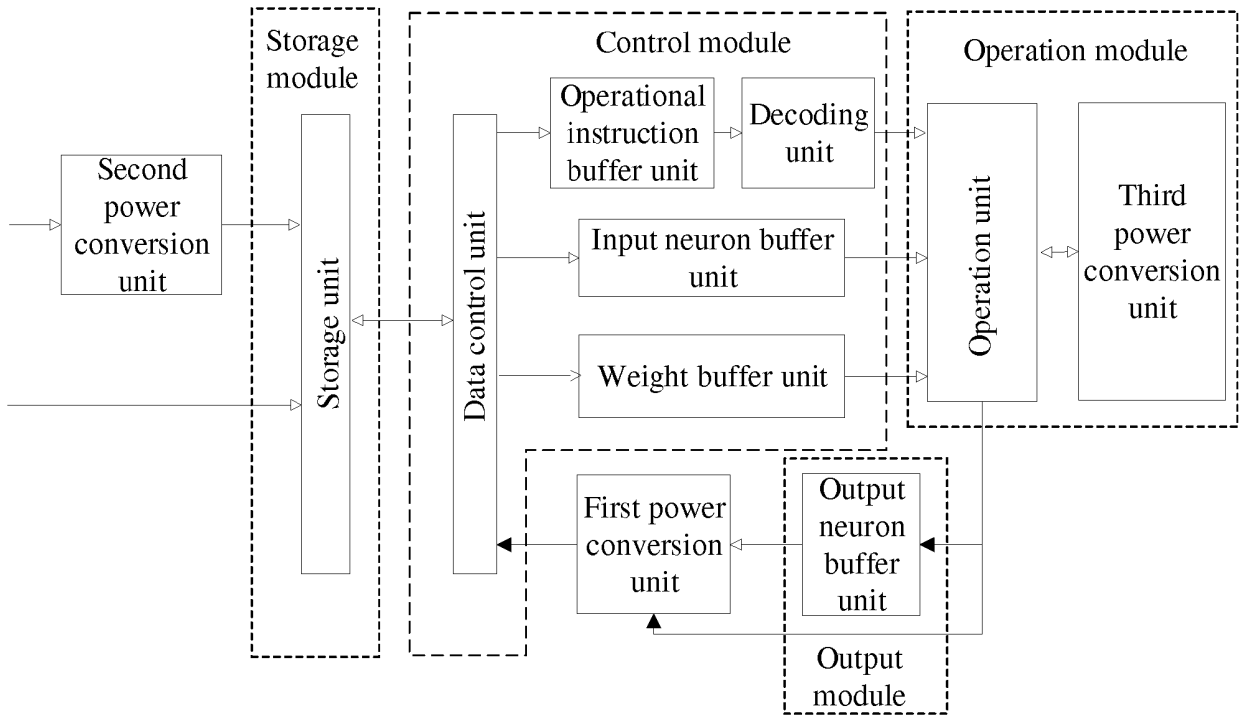 Storage
module
Control module
Operation module
Second
power
conversion
unit
Storage unit
Data control unit
Operational
instruction
buffer unit
Decoding
unit
Input neuron buffer
unit
Weight buffer unit
Operation unit
Third
power
conversion
unit
First power
conversion
unit
Output
neuron
buffer
unit
Output
module